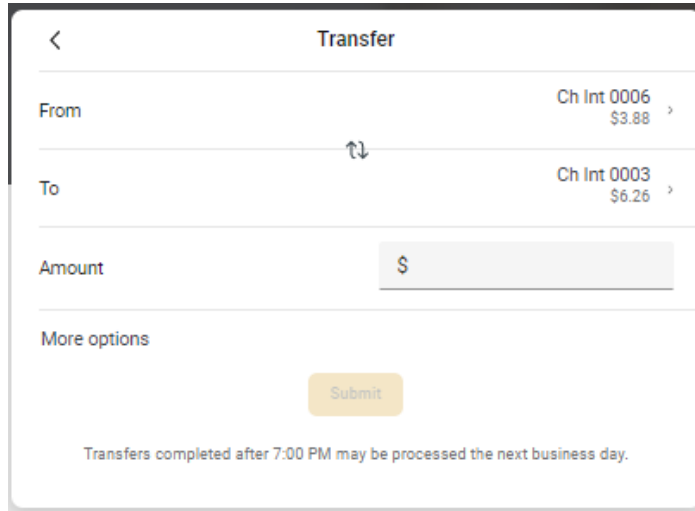 Transfer
From
Ch Int 0006
$3.88
To
Ch Int 0003
$6.26
Amount
$
More options
Submit
Transfers completed after 7:00 PM may be processed the next business day.